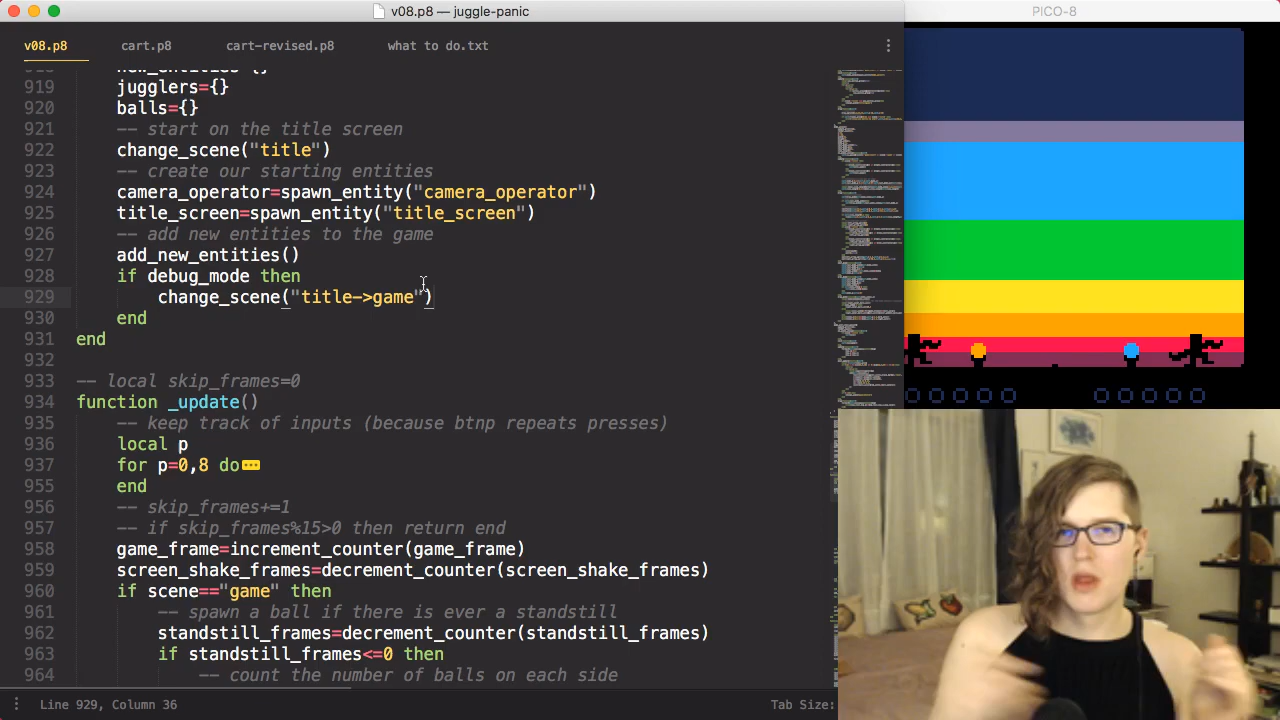 v08.p8 — juggle-panic
PICO-8
v08.p8 cart.p8 cart-revised.p8 what to do.txt
919 jugglers={}
920 balls={}
921 -- start on the title screen
922 change_scene("title")
923 -- create our starting entities
924 camera_operator=spawn_entity("camera_operator")
925 title_screen=spawn_entity("title_screen")
926 -- add new entities to the game
927 add_new_entities()
928 if debug_mode then
929 change_scene("title->game")
930 end
931 end
932
933 -- local skip_frames=0
934 function _update()
935 -- keep track of inputs (because btnp repeats presses)
936 local p
937 for p=0,8 do
955 end
956 -- skip_frames+=1
957 -- if skip_frames%15>0 then return end
958 game_frame=increment_counter(game_frame)
959 screen_shake_frames=decrement_counter(screen_shake_frames)
960 if scene=="game" then
961 -- spawn a ball if there is ever a standstill
962 standstill_frames=decrement_counter(standstill_frames)
963 if standstill_frames<=0 then
964 -- count the number of balls on each side
Line 929, Column 36
Tab Size: